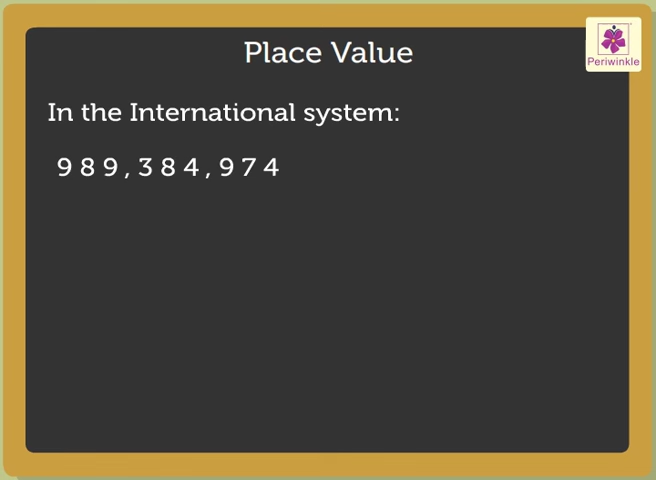 Place Value
Periwinkle
In the International system:
9 8 9 , 3 8 4 , 9 7 4